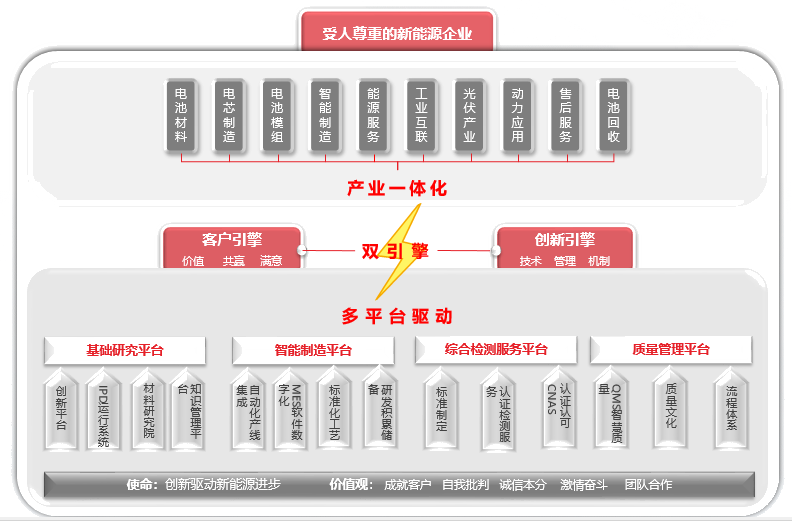 受人尊重的新能源企业
电池材料
电芯制造
电池模组
智能制造
能源服务
工业互联
光伏产业
动力应用
售后服务
电池回收
产业一体化
客户引擎
价值 共赢 满意
双引擎
创新引擎
技术 管理 机制
多平台驱动
基础研究平台
智能制造平台
综合检测服务平台
质量管理平台
创新平台
IPD运行系统
材料研究院
知识管理平台
自动化产线集成
MES软件数字化
标准化工艺
研发积累储备
标准制定
认证检测服务
认证认可CNAS
QMS智慧质量
质量文化
流程体系
使命：创新驱动新能源进步 价值观： 成就客户 自我批判 诚信本分 激情奋斗 团队合作